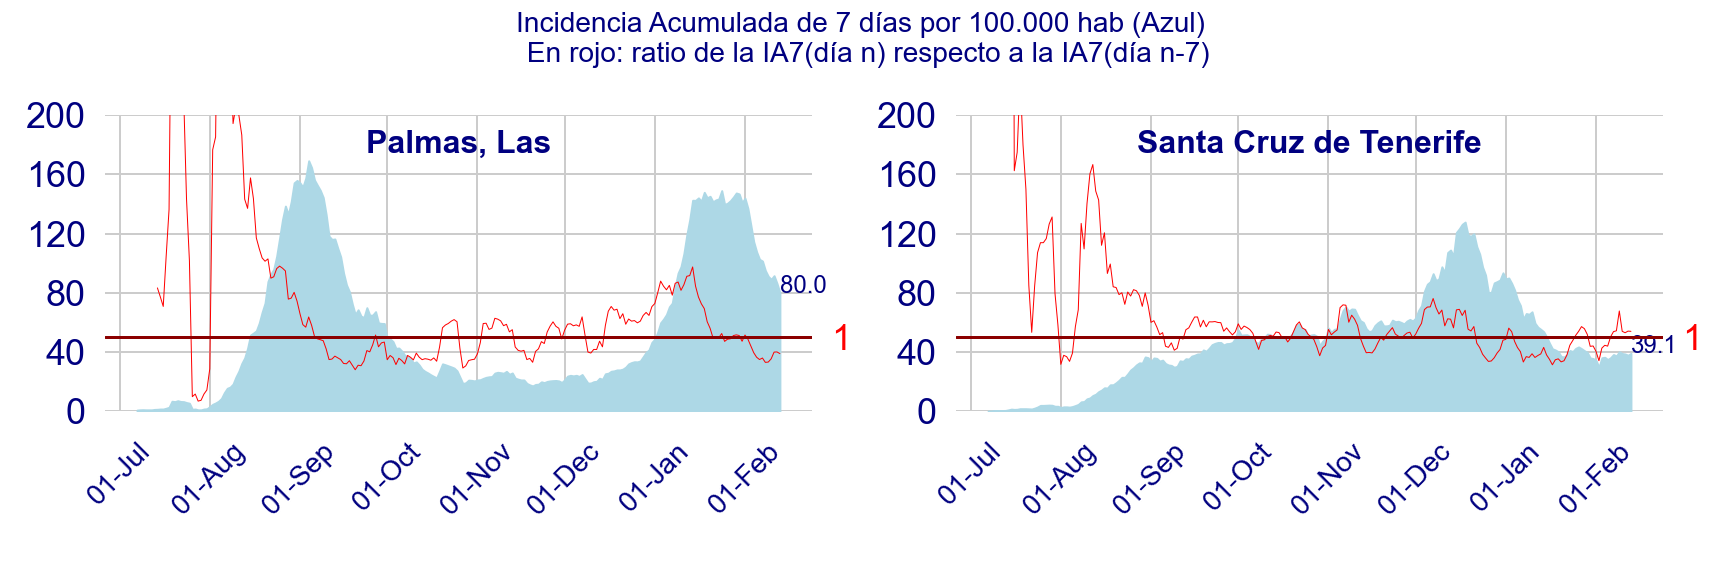 Incidencia Acumulada de 7 días por 100.000 hab (Azul)
En rojo: ratio de la IA7(día n) respecto a la IA7(día n-7)
Palmas, Las
200
160
120
80
40
0
80.0
1
01-Jul
01-Aug
01-Sep
01-Oct
01-Nov
01-Dec
01-Jan
01-Feb
Santa Cruz de Tenerife
200
160
120
80
40
0
39.1
1
01-Jul
01-Aug
01-Sep
01-Oct
01-Nov
01-Dec
01-Jan
01-Feb